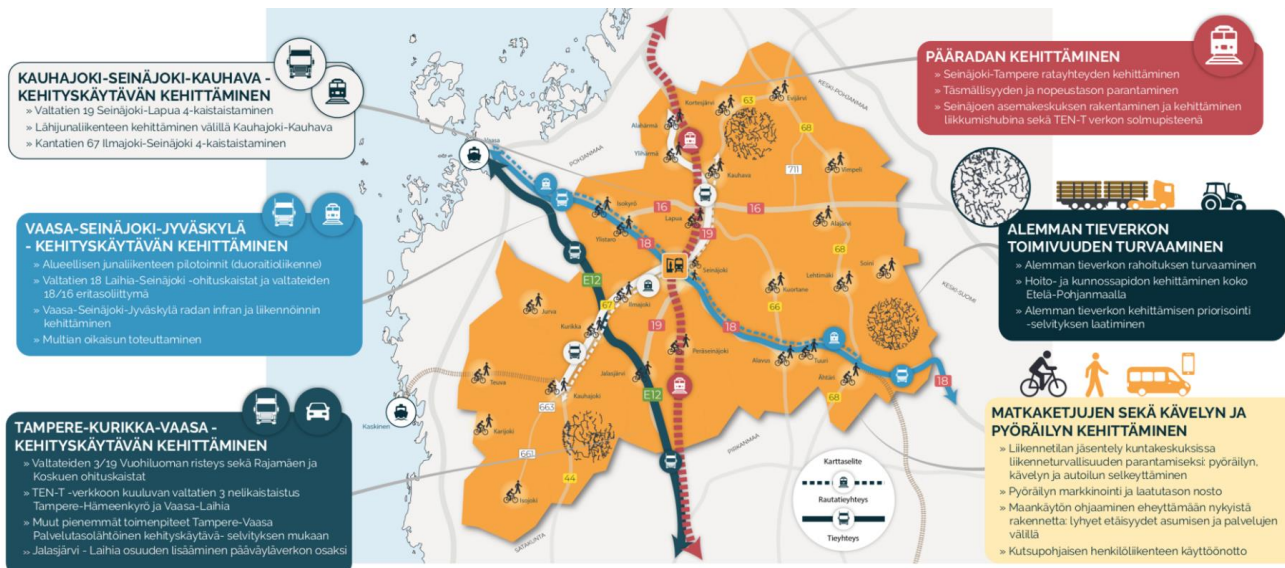 KAUHAJOKI-SEINÄJOKI-KAUHAVA -
KEHITYSKÄYTÄVÄN KEHITTÄMINEN
» Valtatien 19 Seinäjoki-Lapua 4-kaistaistaminen
» Lähijunaliikenteen kehittäminen välillä Kauhajoki-Kauhava
» Kantatien 67 Ilmajoki-Seinäjoki 4-kaistaistaminen
VAASA-SEINÄJOKI-JYVÄSKYLÄ
- KEHITYSKÄYTÄVÄN KEHITTÄMINEN
» Alueellisen junaliikenteen pilotoinnit (duoraitioliikenne)
» Valtatien 18 Laihia-Seinäjoki -ohituskaistat ja valtateiden
18/16 eritasoliittymä
» Vaasa-Seinäjoki-Jyväskylä radan infran ja liikennöinnin
kehittäminen
» Multian oikaisun toteuttaminen
TAMPERE-KURIKKA-VAASA -
KEHITYSKÄYTÄVÄN KEHITTÄMINEN
» Valtateiden 3/19 Vuohiluoman risteys sekä Rajamäen ja
Koskuen ohituskaistat
» TEN-T -verkkoon kuuluvan valtatien 3 nelikaistaistus
Tampere-Hämeenkyrö ja Vaasa-Laihia
» Muut pienemmät toimenpiteet Tampere-Vaasa
Palvelutasolähtöinen kehityskäytävä- selvityksen mukaan
» Jalasjärvi - Laihia osuuden lisääminen pääväyläverkon osaksi
Vaasa
POHJANMAA
KESKI-POHJANMAA
Kortesjärvi
63
Evijärvi
Alahärmä
68
Ylihärmä
Kauhava
711
Vimpeli
Isokyrö
16
Lapua
16
Alajärvi
Ylistaro
18
19
68
E12
Seinäjoki
Lehtimäki
Soini
Kuortane
KESKI-SUOMI
Ilmajoki
67
Jurva
Kurikka
66
19
18
Peräseinäjoki
Alavus
Tuuri
Teuva
Jalasjärvi
E12
Ähtäri
18
Kauhajoki
68
663
Kaskinen
Karijoki
661
PIRKANMAA
44
Isojoki
SATAKUNTA
Karttaselite
Rautatieyhteys
Tieyhteys
PÄÄRADAN KEHITTÄMINEN
» Seinäjoki-Tampere ratayhteyden kehittäminen
» Täsmällisyyden ja nopeustason parantaminen
» Seinäjoen asemakeskuksen rakentaminen ja kehittäminen
liikkumishubina sekä TEN-T verkon solmupisteenä
ALEMMAN TIEVERKON
TOIMIVUUDEN TURVAAMINEN
» Alemman tieverkon rahoituksen turvaaminen
» Hoito- ja kunnossapidon kehittäminen koko
Etelä-Pohjanmaalla
» Alemman tieverkon kehittämisen priorisointi
-selvityksen laatiminen
MATKAKETJUJEN SEKÄ KÄVELYN JA
PYÖRÄILYN KEHITTÄMINEN
» Liikennetilan jäsentely kuntakeskuksissa
liikenneturvallisuuden parantamiseksi: pyöräilyn,
kävelyn ja autoilun selkeyttäminen
» Pyöräilyn markkinointi ja laatutason nosto
» Maankäytön ohjaaminen eheyttämään nykyistä
rakennetta: lyhyet etäisyydet asumisen ja palvelujen
välillä
» Kutsupohjaisen henkilöliikenteen käyttöönotto